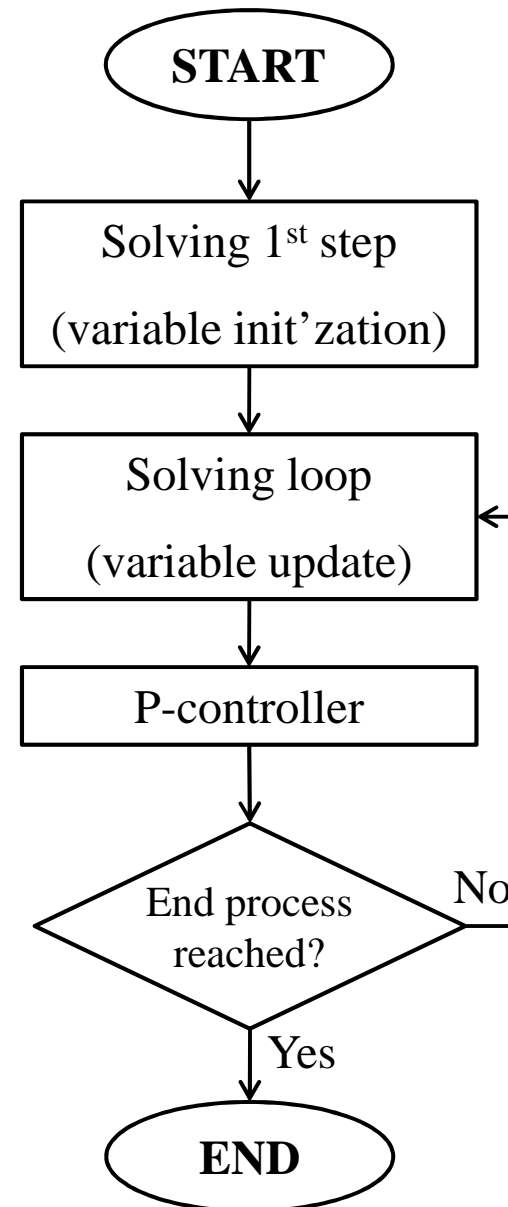 START
Solving 1st step
(variable init’zation)
Solving loop
(variable update)
P-controller
End process
reached?
No
Yes
END